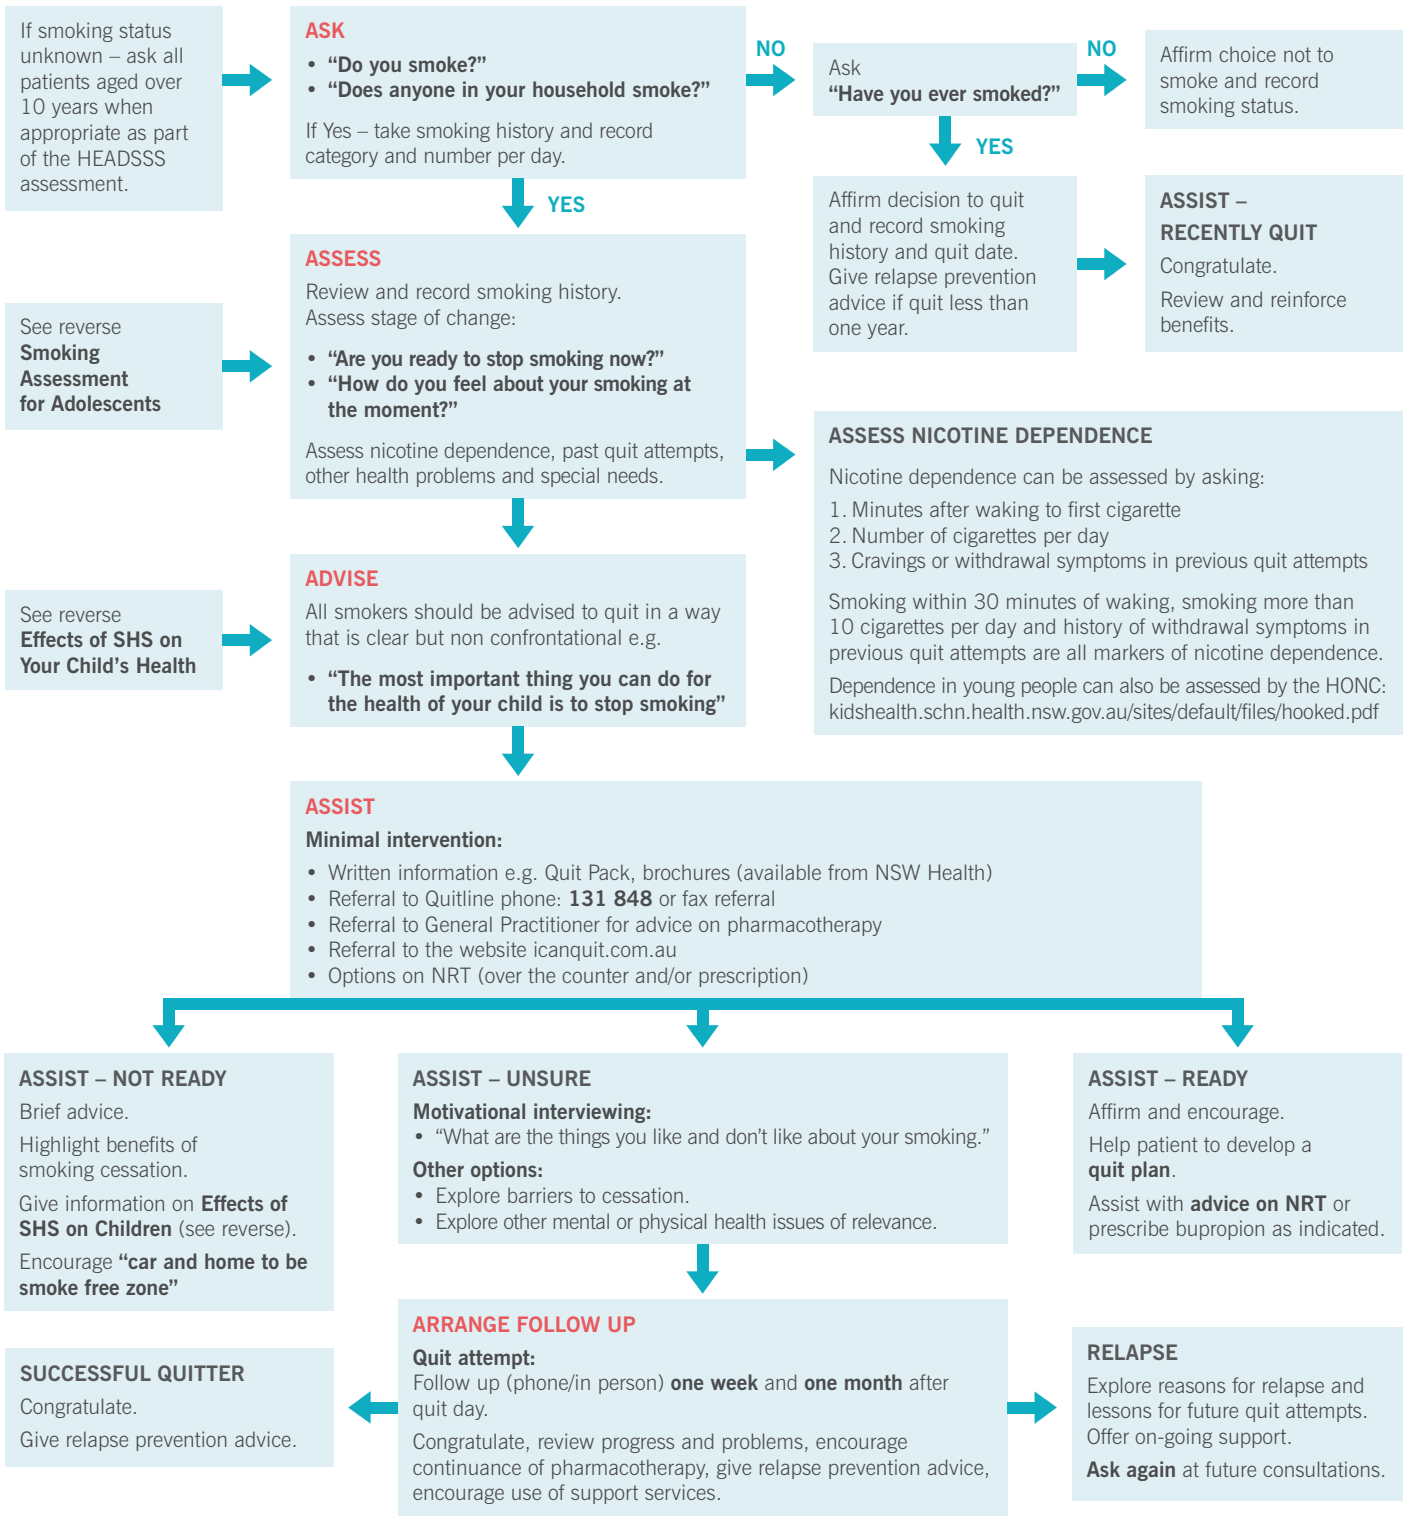 If smoking status
unknown – ask all
patients aged over
10 years when
appropriate as part
of the HEADSSS
assessment.
ASK
• “Do you smoke?”
• “Does anyone in your household smoke?”
If Yes – take smoking history and record
category and number per day.
NO
Ask
“Have you ever smoked?”
NO
Affirm choice not to
smoke and record
smoking status.
YES
YES
Affirm decision to quit
and record smoking
history and quit date.
Give relapse prevention
advice if quit less than
one year.
ASSIST –
RECENTLY QUIT
Congratulate.
Review and reinforce
benefits.
See reverse
Smoking
Assessment
for Adolescents
ASSESS
Review and record smoking history.
Assess stage of change:
• “Are you ready to stop smoking now?”
• “How do you feel about your smoking at
the moment?”
Assess nicotine dependence, past quit attempts,
other health problems and special needs.
ASSESS NICOTINE DEPENDENCE
Nicotine dependence can be assessed by asking:
1. Minutes after waking to first cigarette
2. Number of cigarettes per day
3. Cravings or withdrawal symptoms in previous quit attempts
Smoking within 30 minutes of waking, smoking more than
10 cigarettes per day and history of withdrawal symptoms in
previous quit attempts are all markers of nicotine dependence.
Dependence in young people can also be assessed by the HONC:
kidshealth.schn.health.nsw.gov.au/sites/default/files/hooked.pdf
See reverse
Effects of SHS on
Your Child’s Health
ADVISE
All smokers should be advised to quit in a way
that is clear but non confrontational e.g.
• “The most important thing you can do for
the health of your child is to stop smoking”
ASSIST
Minimal intervention:
• Written information e.g. Quit Pack, brochures (available from NSW Health)
• Referral to Quitline phone: 131 848 or fax referral
• Referral to General Practitioner for advice on pharmacotherapy
• Referral to the website icanquit.com.au
• Options on NRT (over the counter and/or prescription)
ASSIST – NOT READY
Brief advice.
Highlight benefits of
smoking cessation.
Give information on Effects of
SHS on Children (see reverse).
Encourage “car and home to be
smoke free zone”
ASSIST – UNSURE
Motivational interviewing:
• “What are the things you like and don’t like about your smoking.”
Other options:
• Explore barriers to cessation.
• Explore other mental or physical health issues of relevance.
ASSIST – READY
Affirm and encourage.
Help patient to develop a
quit plan.
Assist with advice on NRT or
prescribe bupropion as indicated.
SUCCESSFUL QUITTER
Congratulate.
Give relapse prevention advice.
ARRANGE FOLLOW UP
Quit attempt:
Follow up (phone/in person) one week and one month after
quit day.
Congratulate, review progress and problems, encourage
continuance of pharmacotherapy, give relapse prevention advice,
encourage use of support services.
RELAPSE
Explore reasons for relapse and
lessons for future quit attempts.
Offer on-going support.
Ask again at future consultations.